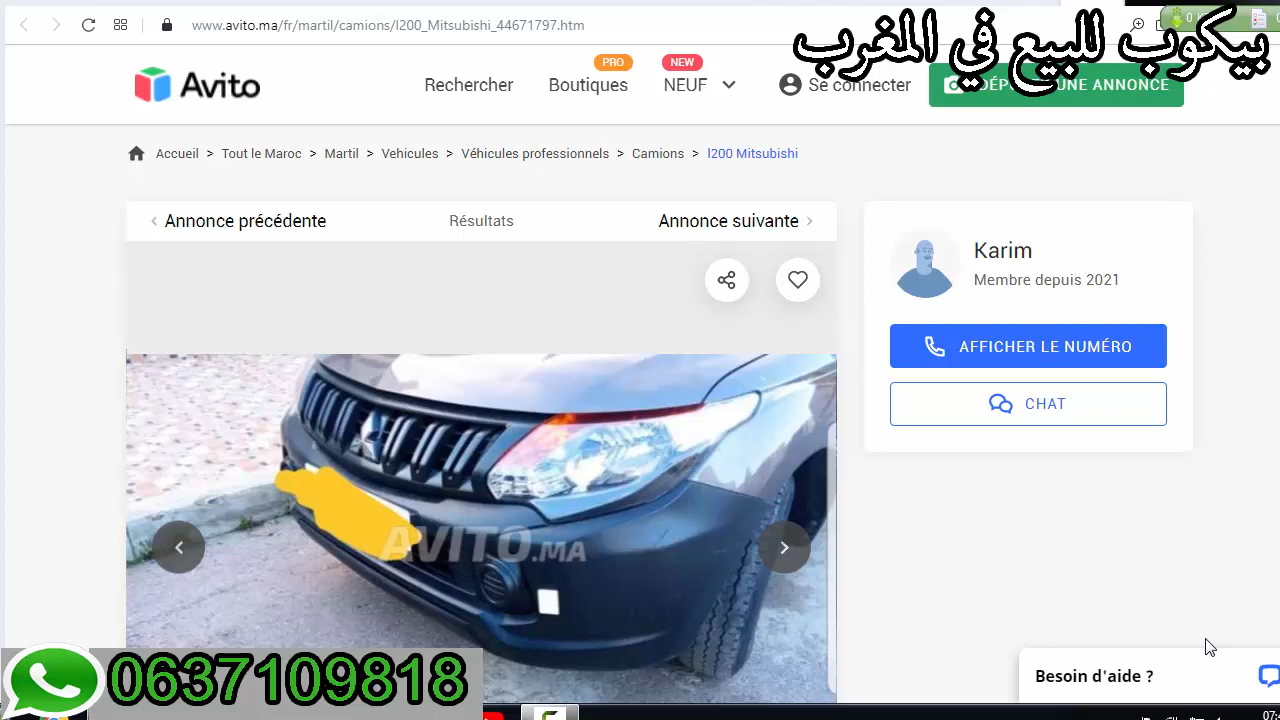 www.avito.ma/fr/martil/camions/l200_Mitsubishi_44671797.htm
بيكوب للبيع في المغرب
Avito
Rechercher
PRO
Boutiques
NEW
NEUF
Se connecter
UNE ANNONCE
Accueil > Tout le Maroc > Martil > Vehicules > Véhicules professionnels > Camions > l200 Mitsubishi
Annonce précédente
Résultats
Annonce suivante
Karim
Membre depuis 2021
AFFICHER LE NUMÉRO
CHAT
AVITO.MA
0637109818
Besoin d'aide ?